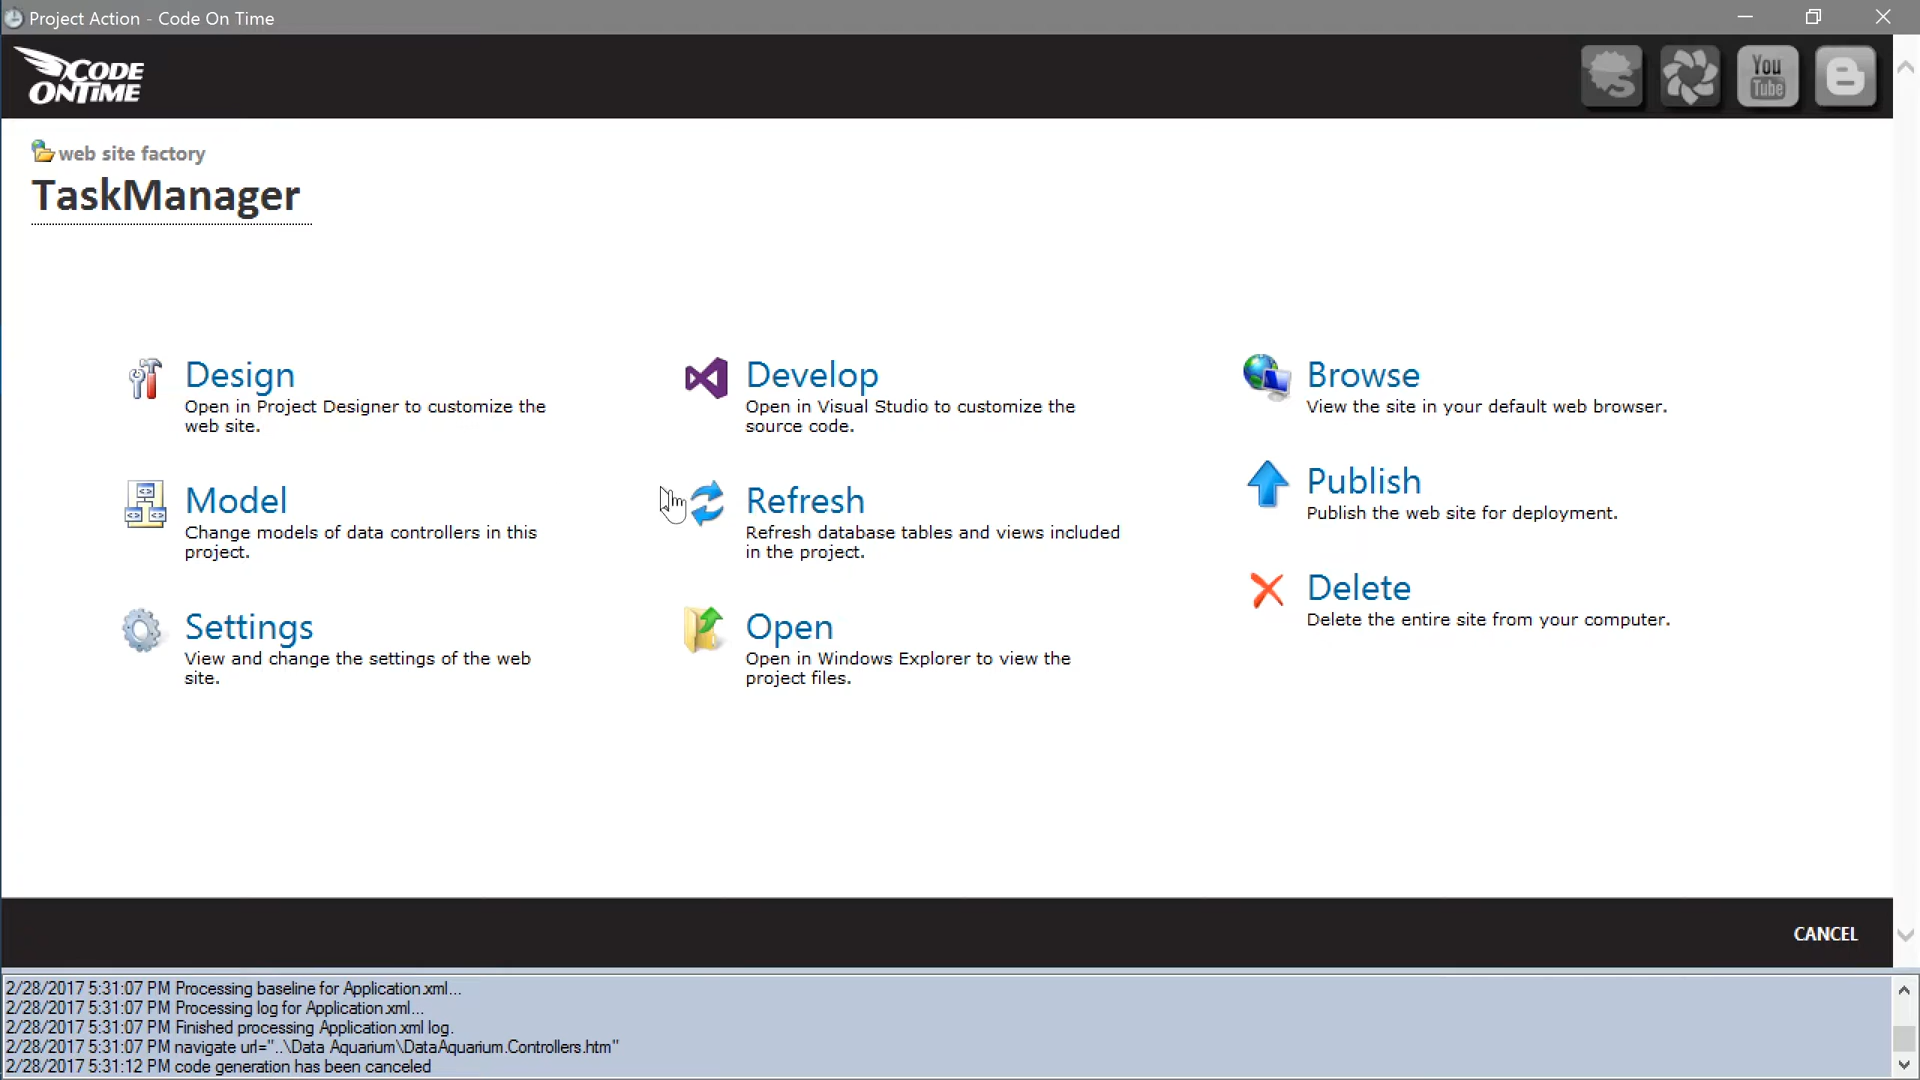 Project Action - Code On Time
CODE
ONTIME
You
Tube
web site factory
TaskManager
Design
Open in Project Designer to customize the
web site.
Model
Change models of data controllers in this
project.
Settings
View and change the settings of the web
site.
Develop
Open in Visual Studio to customize the
source code.
Refresh
Refresh database tables and views included
in the project.
Open
Open in Windows Explorer to view the
project files.
Browse
View the site in your default web browser.
Publish
Publish the web site for deployment.
Delete
Delete the entire site from your computer.
CANCEL
2/28/2017 5:31:07 PM Processing baseline for Application.xml...
2/28/2017 5:31:07 PM Processing log for Application.xml...
2/28/2017 5:31:07 PM Finished processing Application.xml log.
2/28/2017 5:31:07 PM navigate url="..\Data Aquarium\DataAquarium.Controllers.htm"
2/28/2017 5:31:12 PM code generation has been canceled